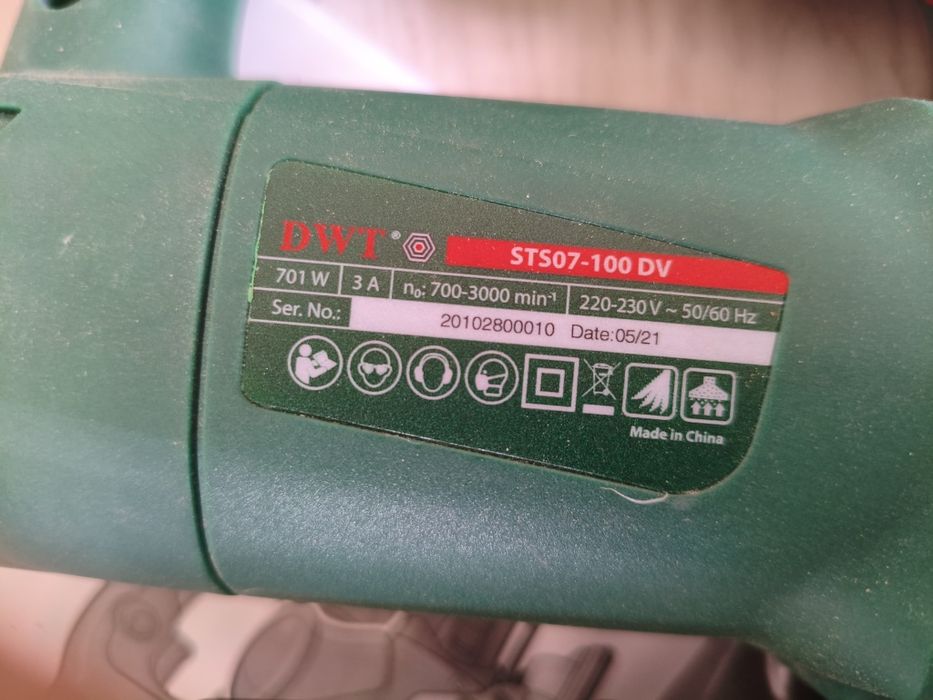 DWT® STS07-100 DV
701 W 3 A n₀: 700-3000 min⁻¹ 220-230 V ~ 50/60 Hz
Ser. No.: 20102800010 Date:05/21
Made in China